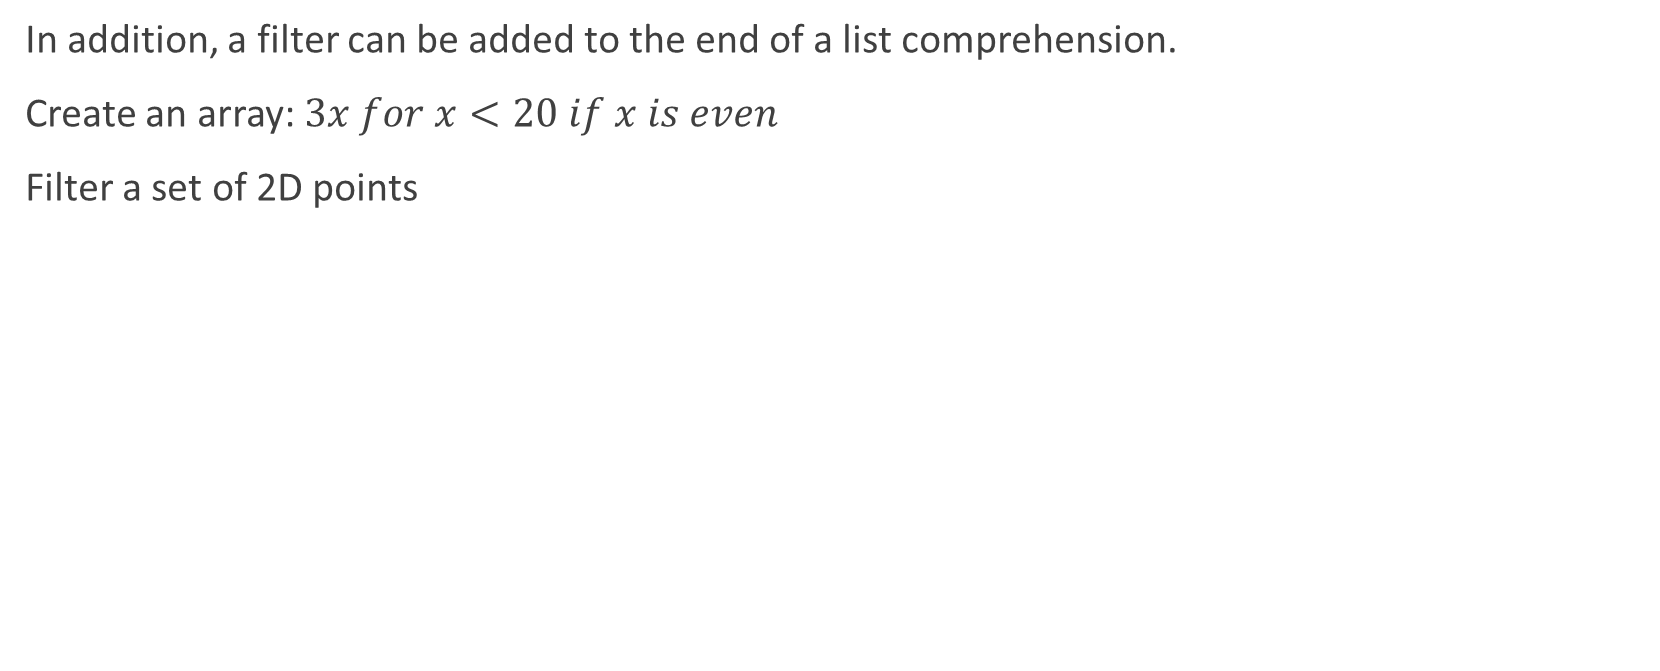 In addition, a filter can be added to the end of a list comprehension.
Create an array: 3x for x < 20 if x is even
Filter a set of 2D points